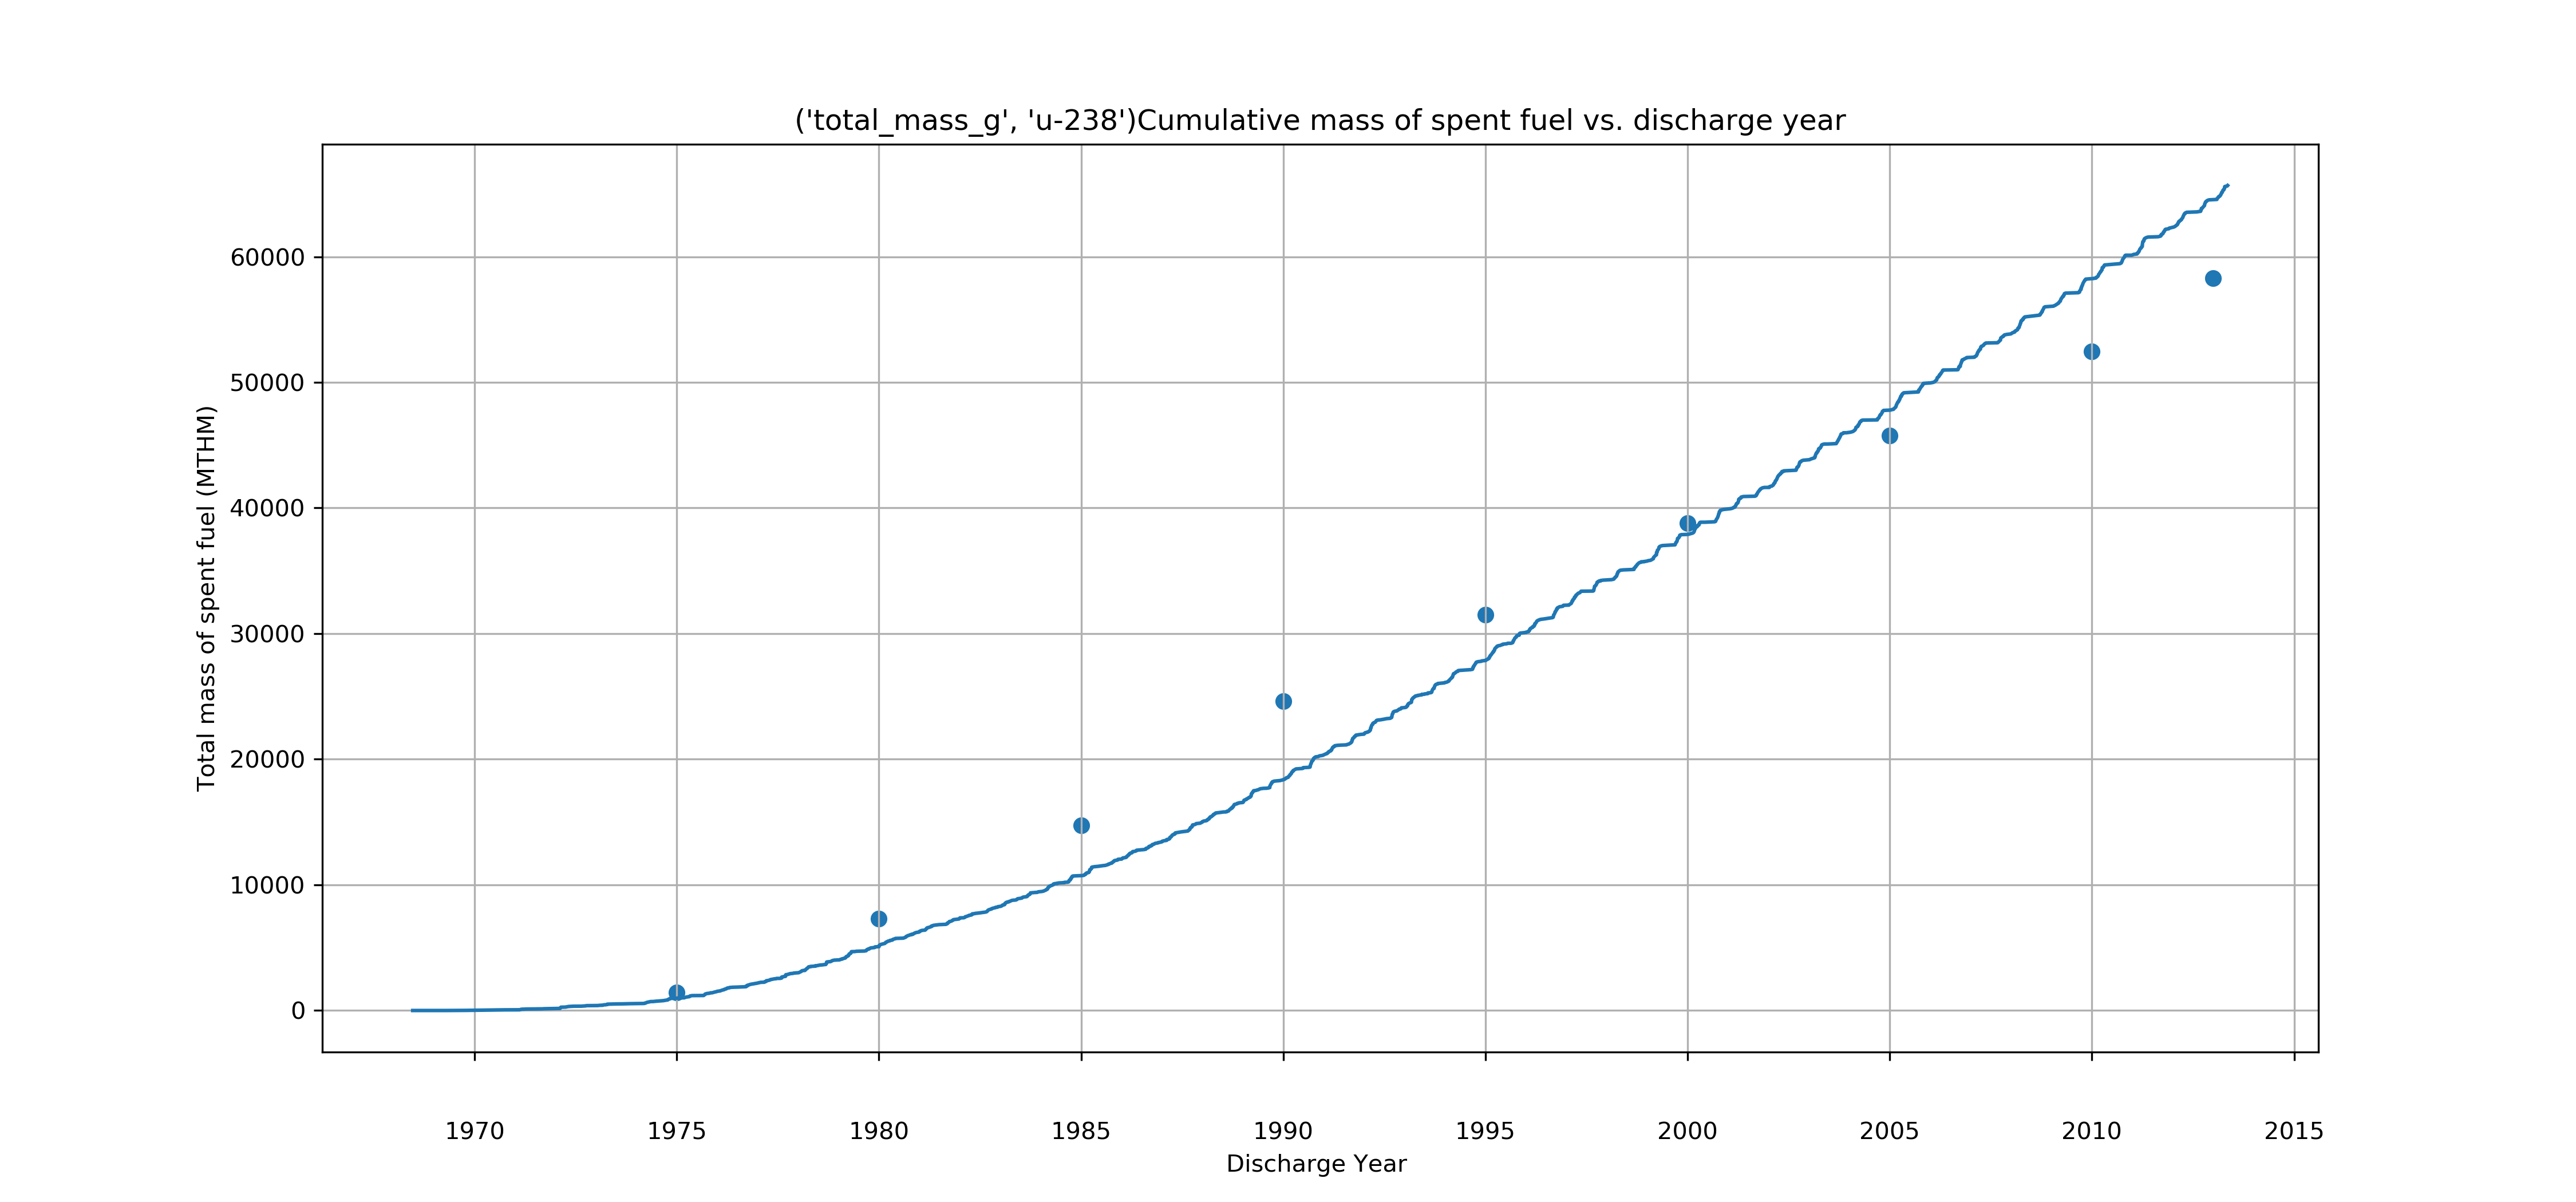 ('total_mass_g', 'u-238')Cumulative mass of spent fuel vs. discharge year
Total mass of spent fuel (MTHM)
60000
50000
40000
30000
20000
10000
0
1970 1975 1980 1985 1990 1995 2000 2005 2010 2015
Discharge Year